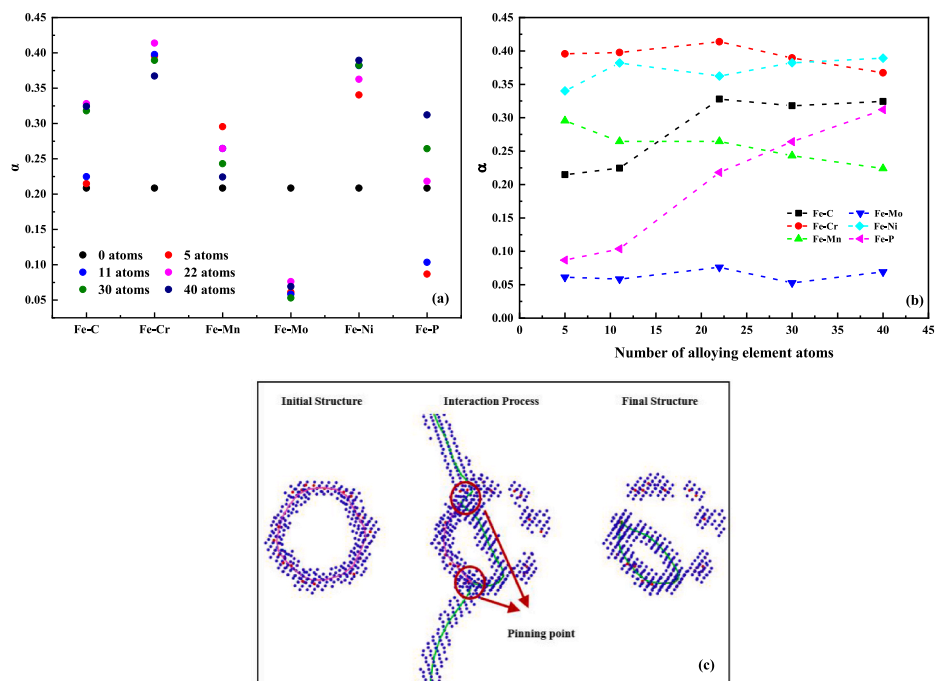 0.45
0.40
0.35
0.30
0.25
0.20
0.15
0.10
0.05
α
0 atoms
5 atoms
11 atoms
22 atoms
30 atoms
40 atoms
(a)
Fe-C
Fe-Cr
Fe-Mn
Fe-Mo
Fe-Ni
Fe-P
0.45
0.40
0.35
0.30
0.25
0.20
0.15
0.10
0.05
0.00
α
Fe-C
Fe-Mo
Fe-Cr
Fe-Ni
Fe-Mn
Fe-P
(b)
0 5 10 15 20 25 30 35 40 45
Number of alloying element atoms
Initial Structure
Interaction Process
Final Structure
Pinning point
(c)